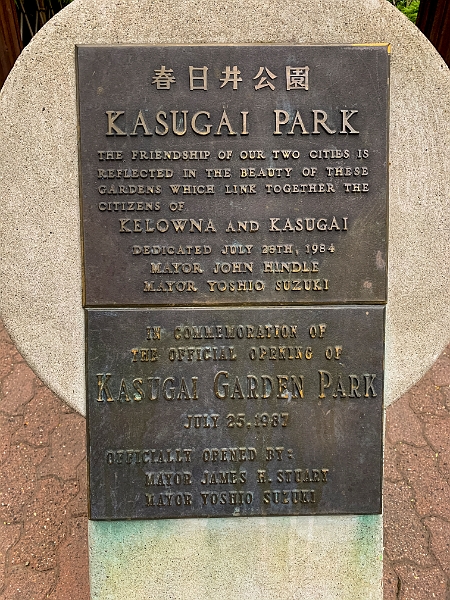 春日井公園
KASUGAI PARK
THE FRIENDSHIP OF OUR TWO CITIES IS
REFLECTED IN THE BEAUTY OF THESE
GARDENS WHICH LINK TOGETHER THE
CITIZENS OF
KELOWNA AND KASUGAI
DEDICATED JULY 28TH, 1984
MAYOR JOHN HINDLE
MAYOR YOSHIO SUZUKI
IN COMMEMORATION OF
THE OFFICIAL OPENING OF
KASUGAI GARDEN PARK
JULY 25, 1987
OFFICIALLY OPENED BY:
MAYOR JAMES H. STUART
MAYOR YOSHIO SUZUKI